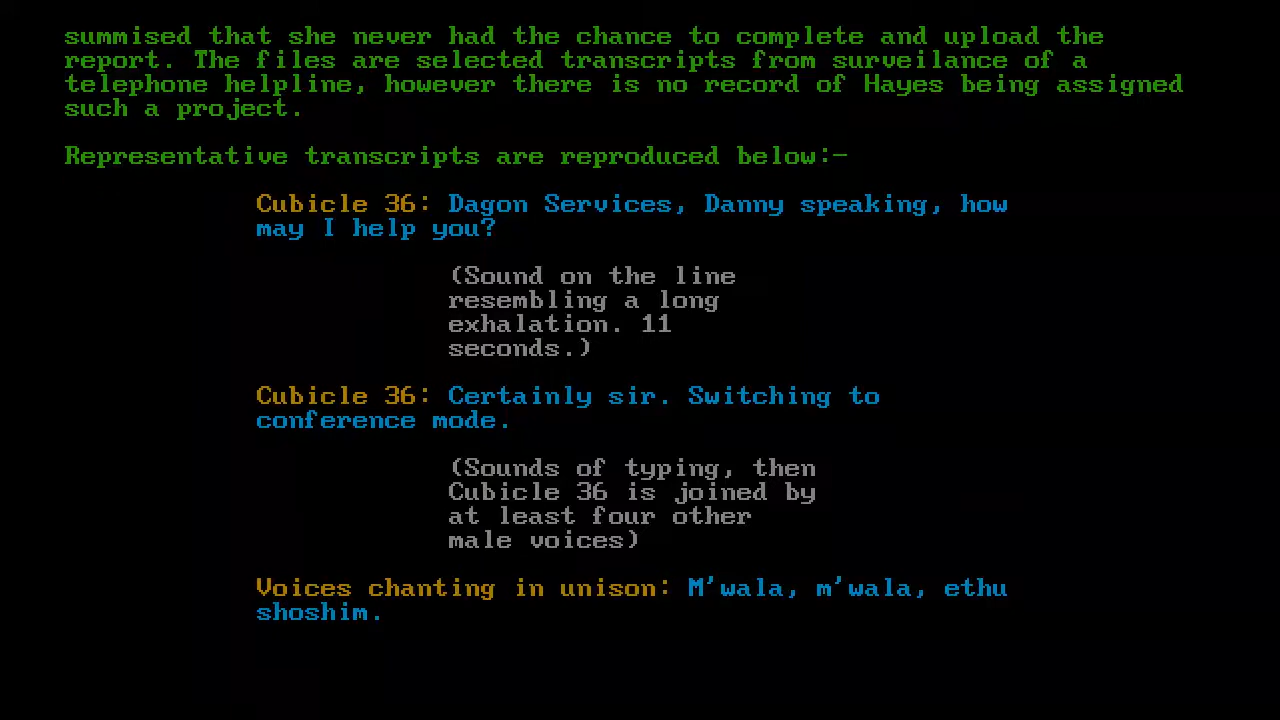 summised that she never had the chance to complete and upload the
report. The files are selected transcripts from surveilance of a
telephone helpline, however there is no record of Hayes being assigned
such a project.
Representative transcripts are reproduced below:-
Cubicle 36: Dagon Services, Danny speaking, how
may I help you?
(Sound on the line
resembling a long
exhalation. 11
seconds.)
Cubicle 36: Certainly sir. Switching to
conference mode.
(Sounds of typing, then
Cubicle 36 is joined by
at least four other
male voices)
Voices chanting in unison: M'wala, m'wala, ethu
shoshim.